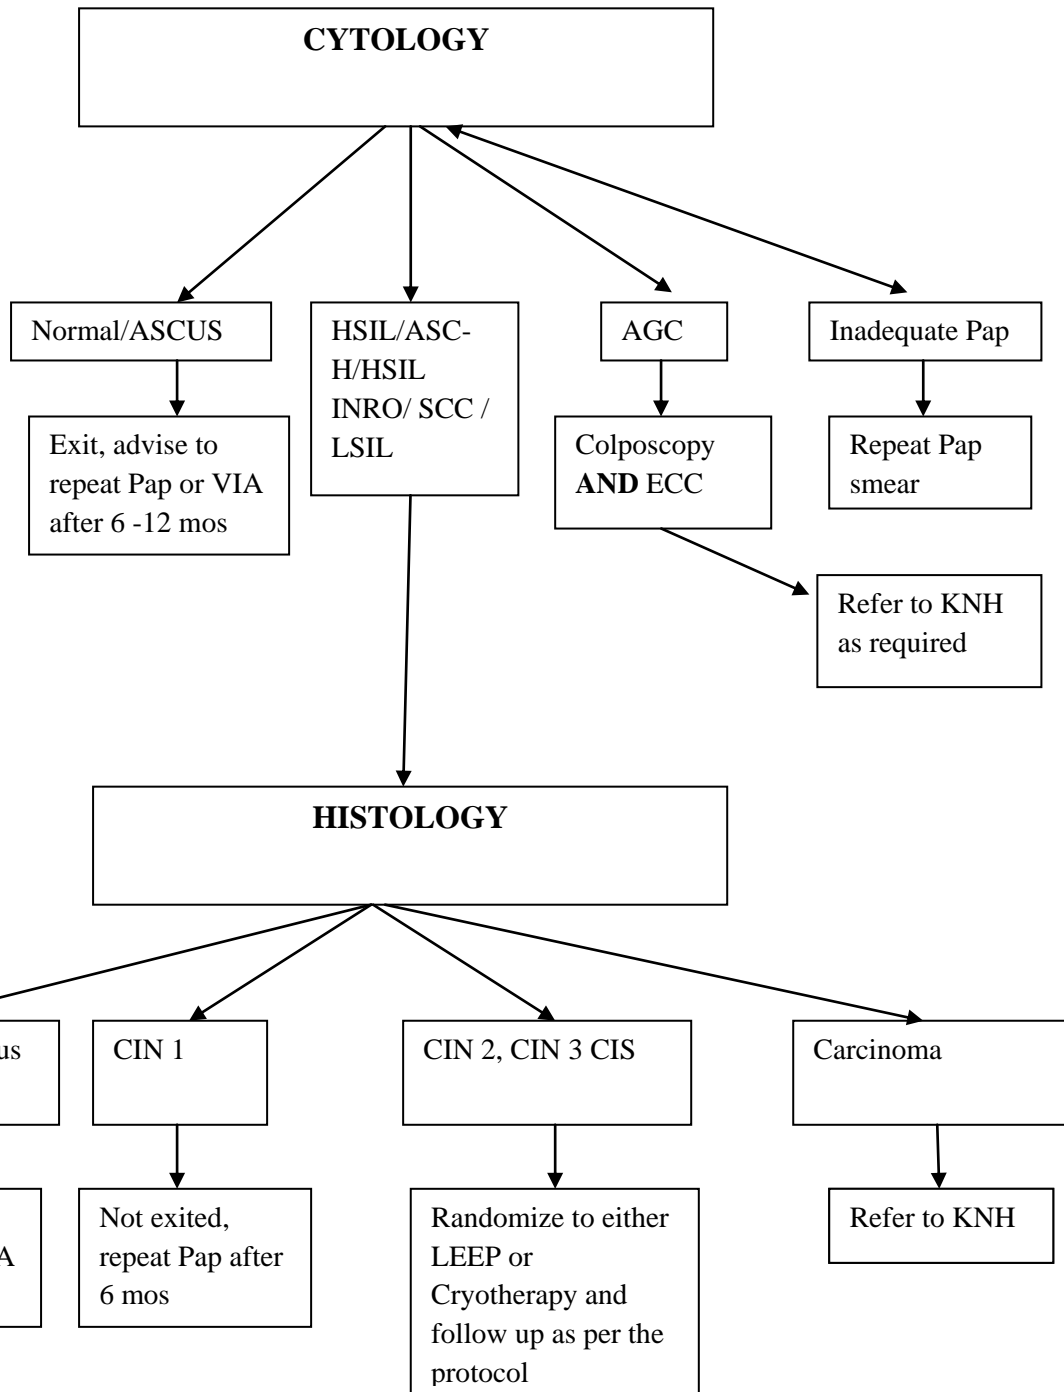 CYTOLOGY
Normal/ASCUS
HSIL/ASC-
H/HSIL
INRO/ SCC /
LSIL
AGC
Inadequate Pap
Exit, advise to
repeat Pap or VIA
after 6 -12 mos
Colposcopy
AND ECC
Repeat Pap
smear
Refer to KNH
as required
HISTOLOGY
CIN 1
CIN 2, CIN 3 CIS
Carcinoma
Not exited,
repeat Pap after
6 mos
Randomize to either
LEEP or
Cryotherapy and
follow up as per the
protocol
Refer to KNH